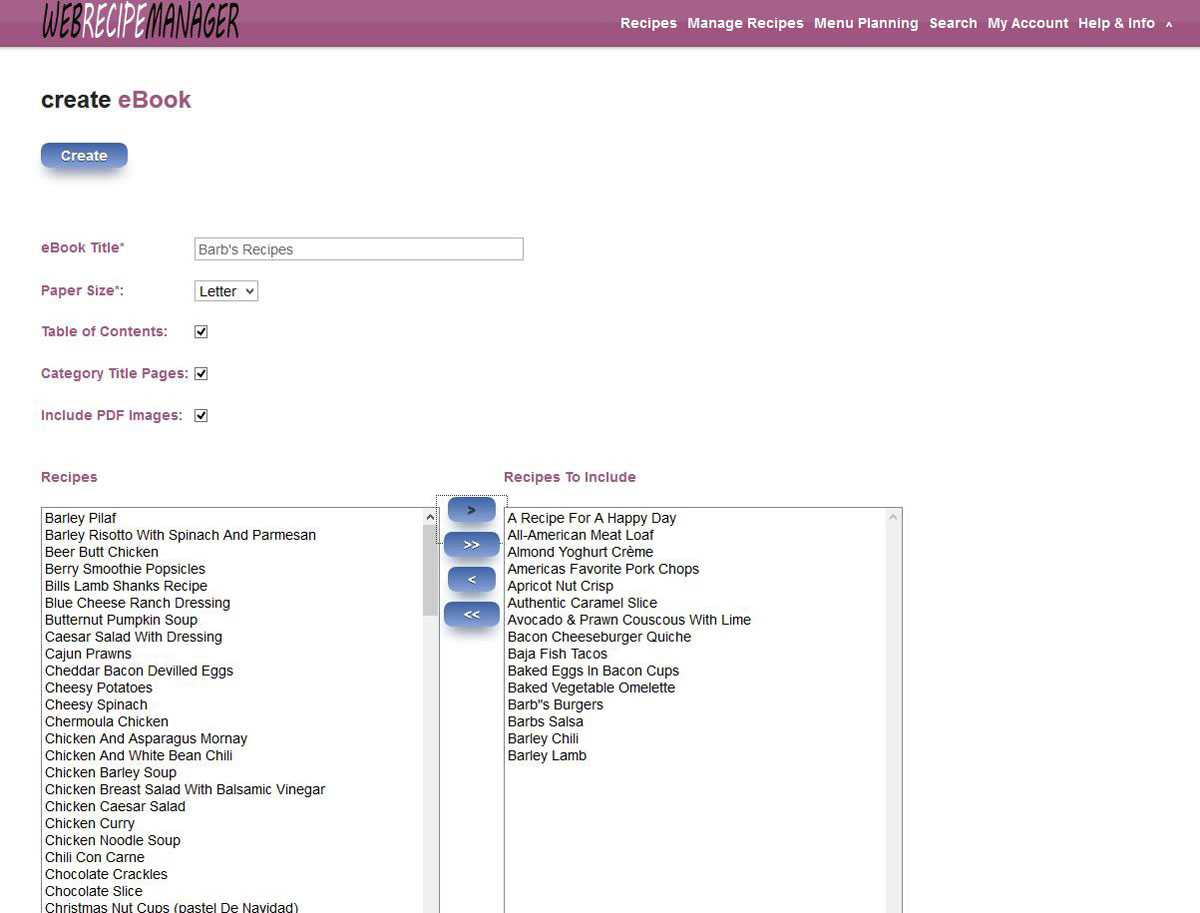 WEBRECIPEMANAGER
Recipes Manage Recipes Menu Planning Search My Account Help & Info
create eBook
Create
eBook Title* Barb's Recipes
Paper Size*: Letter
Table of Contents:
Category Title Pages:
Include PDF Images:
Recipes
Barley Pilaf
Barley Risotto With Spinach And Parmesan
Beer Butt Chicken
Berry Smoothie Popsicles
Bills Lamb Shanks Recipe
Blue Cheese Ranch Dressing
Butternut Pumpkin Soup
Caesar Salad With Dressing
Cajun Prawns
Cheddar Bacon Devilled Eggs
Cheesy Potatoes
Cheesy Spinach
Chermoula Chicken
Chicken And Asparagus Mornay
Chicken And White Bean Chili
Chicken Barley Soup
Chicken Breast Salad With Balsamic Vinegar
Chicken Caesar Salad
Chicken Curry
Chicken Noodle Soup
Chili Con Carne
Chocolate Crackles
Chocolate Slice
Christmas Nut Cups (pastel De Navidad)
>
>>
<
<<
Recipes To Include
A Recipe For A Happy Day
All-American Meat Loaf
Almond Yoghurt Crème
Americas Favorite Pork Chops
Apricot Nut Crisp
Authentic Caramel Slice
Avocado & Prawn Couscous With Lime
Bacon Cheeseburger Quiche
Baja Fish Tacos
Baked Eggs In Bacon Cups
Baked Vegetable Omelette
Barb"s Burgers
Barbs Salsa
Barley Chili
Barley Lamb